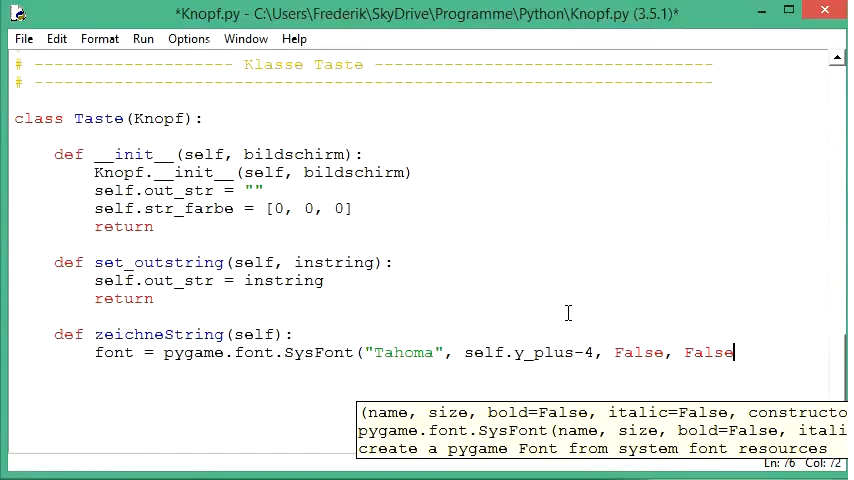 *Knopf.py - C:\Users\Frederik\SkyDrive\Programme\Python\Knopf.py (3.5.1)*
File Edit Format Run Options Window Help
# -------------------- Klasse Taste ----------------------------------
# --------------------------------------------------------------------
class Taste(Knopf):
def __init__(self, bildschirm):
Knopf.__init__(self, bildschirm)
self.out_str = ""
self.str_farbe = [0, 0, 0]
return
def set_outstring(self, instring):
self.out_str = instring
return
def zeichneString(self):
font = pygame.font.SysFont("Tahoma", self.y_plus-4, False, False
(name, size, bold=False, italic=False, constructo
pygame.font.SysFont(name, size, bold=False, itali
create a pygame Font from system font resources
Ln: 76 Col: 72